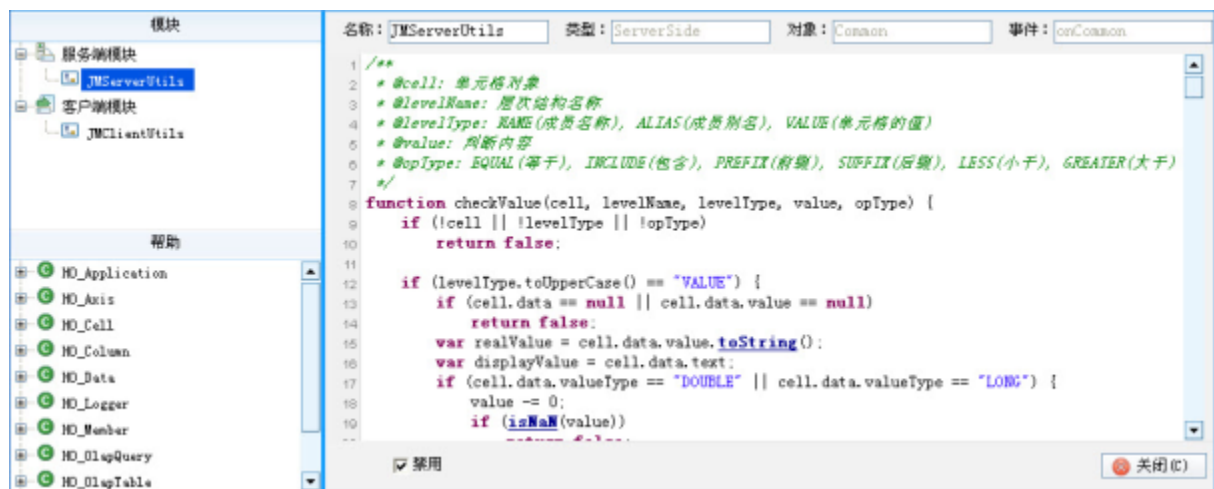 模块
服务端模块
JMServerUtils
客户端模块
JMClientUtils
帮助
MO_Application
MO_Axis
MO_Cell
MO_Column
MO_Data
MO_Logger
MO_Member
MO_OlapQuery
MO_OlapTable
名称：JMServerUtils 类型：ServerSide 对象：Common 事件：onCommon
1 /**
2 * @cell: 单元格对象
3 * @levelName: 层次结构名称
4 * @levelType: NAME(成员名称), ALIAS(成员别名), VALUE(单元格的值)
5 * @value: 判断内容
6 * @opType: EQUAL(等于), INCLUDE(包含), PREFIX(前缀), SUFFIX(后缀), LESS(小于), GREATER(大于)
7 */
8 function checkValue(cell, levelName, levelType, value, opType) {
9 if (!cell || !levelType || !opType)
10 return false;
11
12 if (levelType.toUpperCase() == "VALUE") {
13 if (cell.data == null || cell.data.value == null)
14 return false;
15 var realValue = cell.data.value.toString();
16 var displayValue = cell.data.text;
17 if (cell.data.valueType == "DOUBLE" || cell.data.valueType == "LONG") {
18 value -= 0;
19 if (isNaN(value))
return false;
禁用
关闭(C)